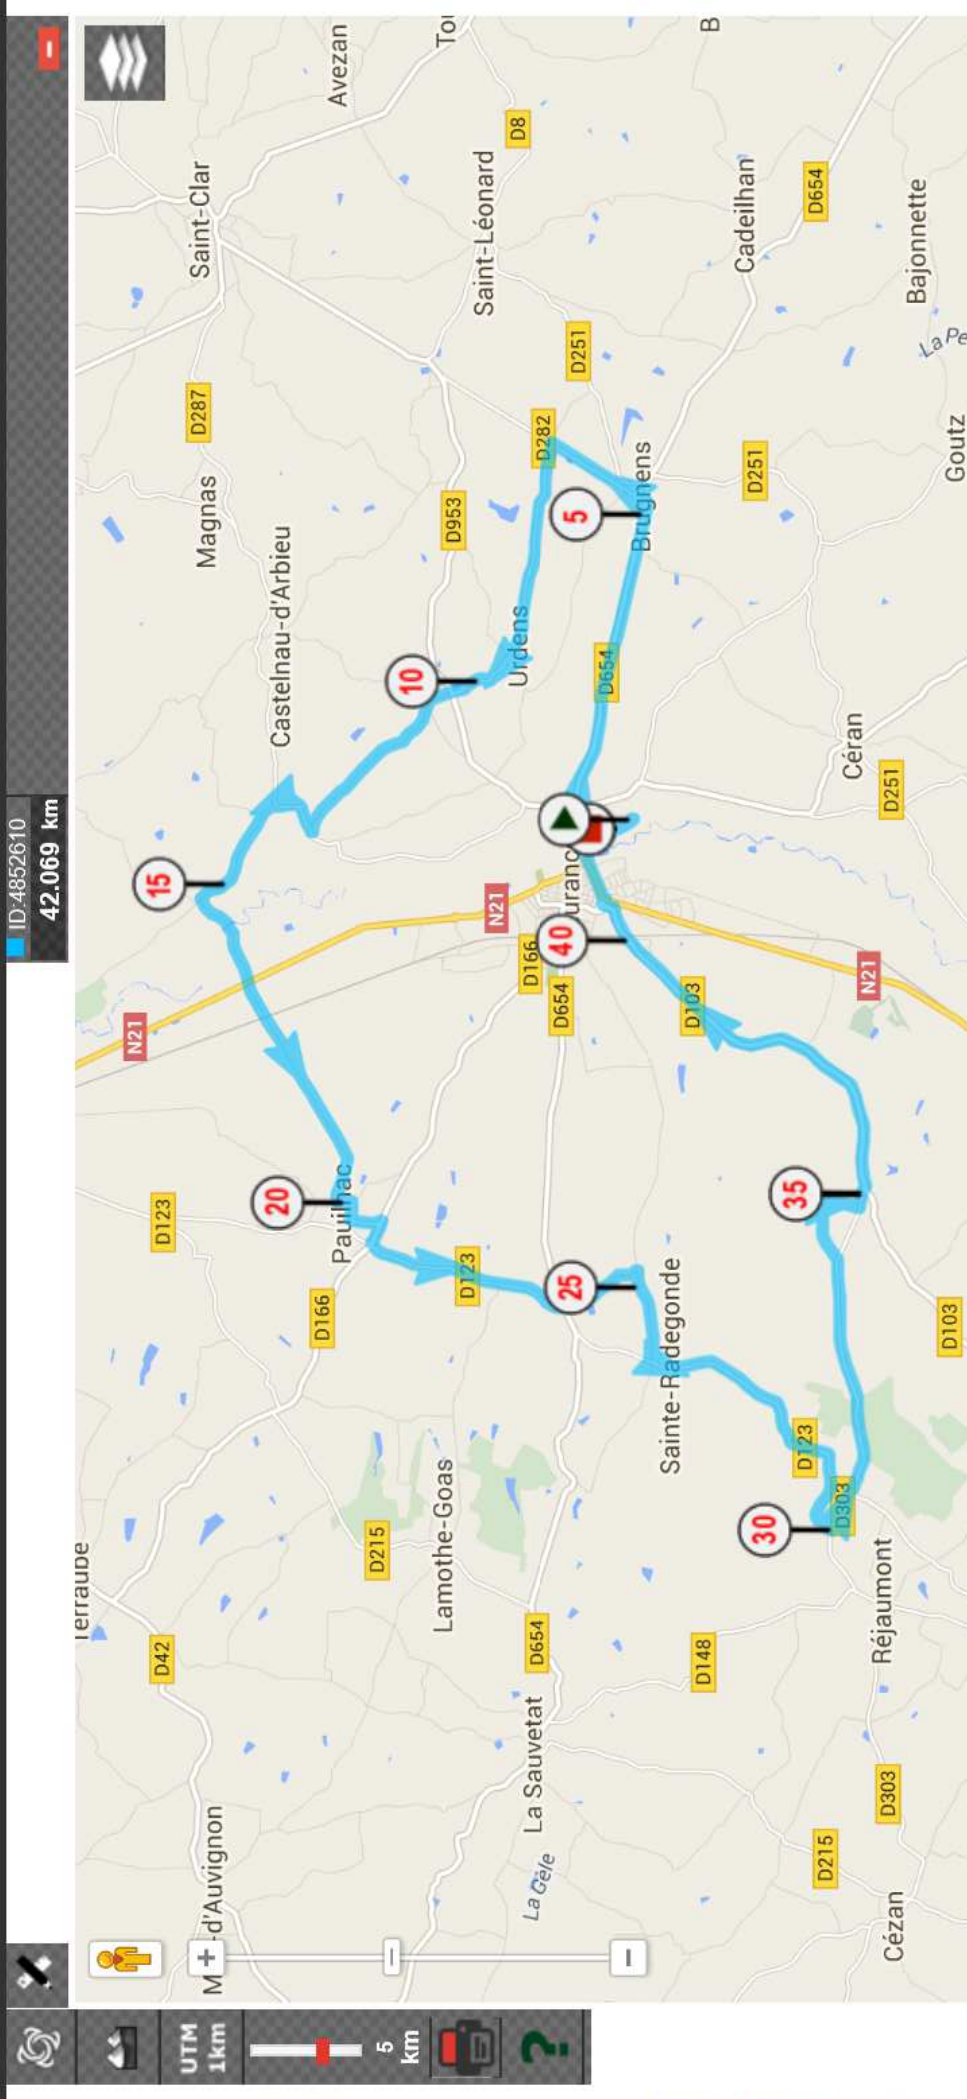 ID:4852610
42.069 km
UTM
1km
5
km
Terraube
Avezan
Saint-Clar
D42
D123
N21
15
Magnas
D287
d'Auvignon
D166
Pauilhac
20
Castelnau-d'Arbieu
D215
Lamothe-Goas
D123
10
D953
Saint-Léonard
D8
La Sauvetat
La Gèle
D654
25
D654
D166
N21
40
uranc
Urdens
D282
D251
5
Brugnens
D654
Sainte-Radegonde
D148
D103
30
D123
35
D251
Cadeilhan
D654
D215
D303
D303
Réjaumont
Cézan
D103
N21
Céran
D251
Goutz
Bajonnette
La Pe